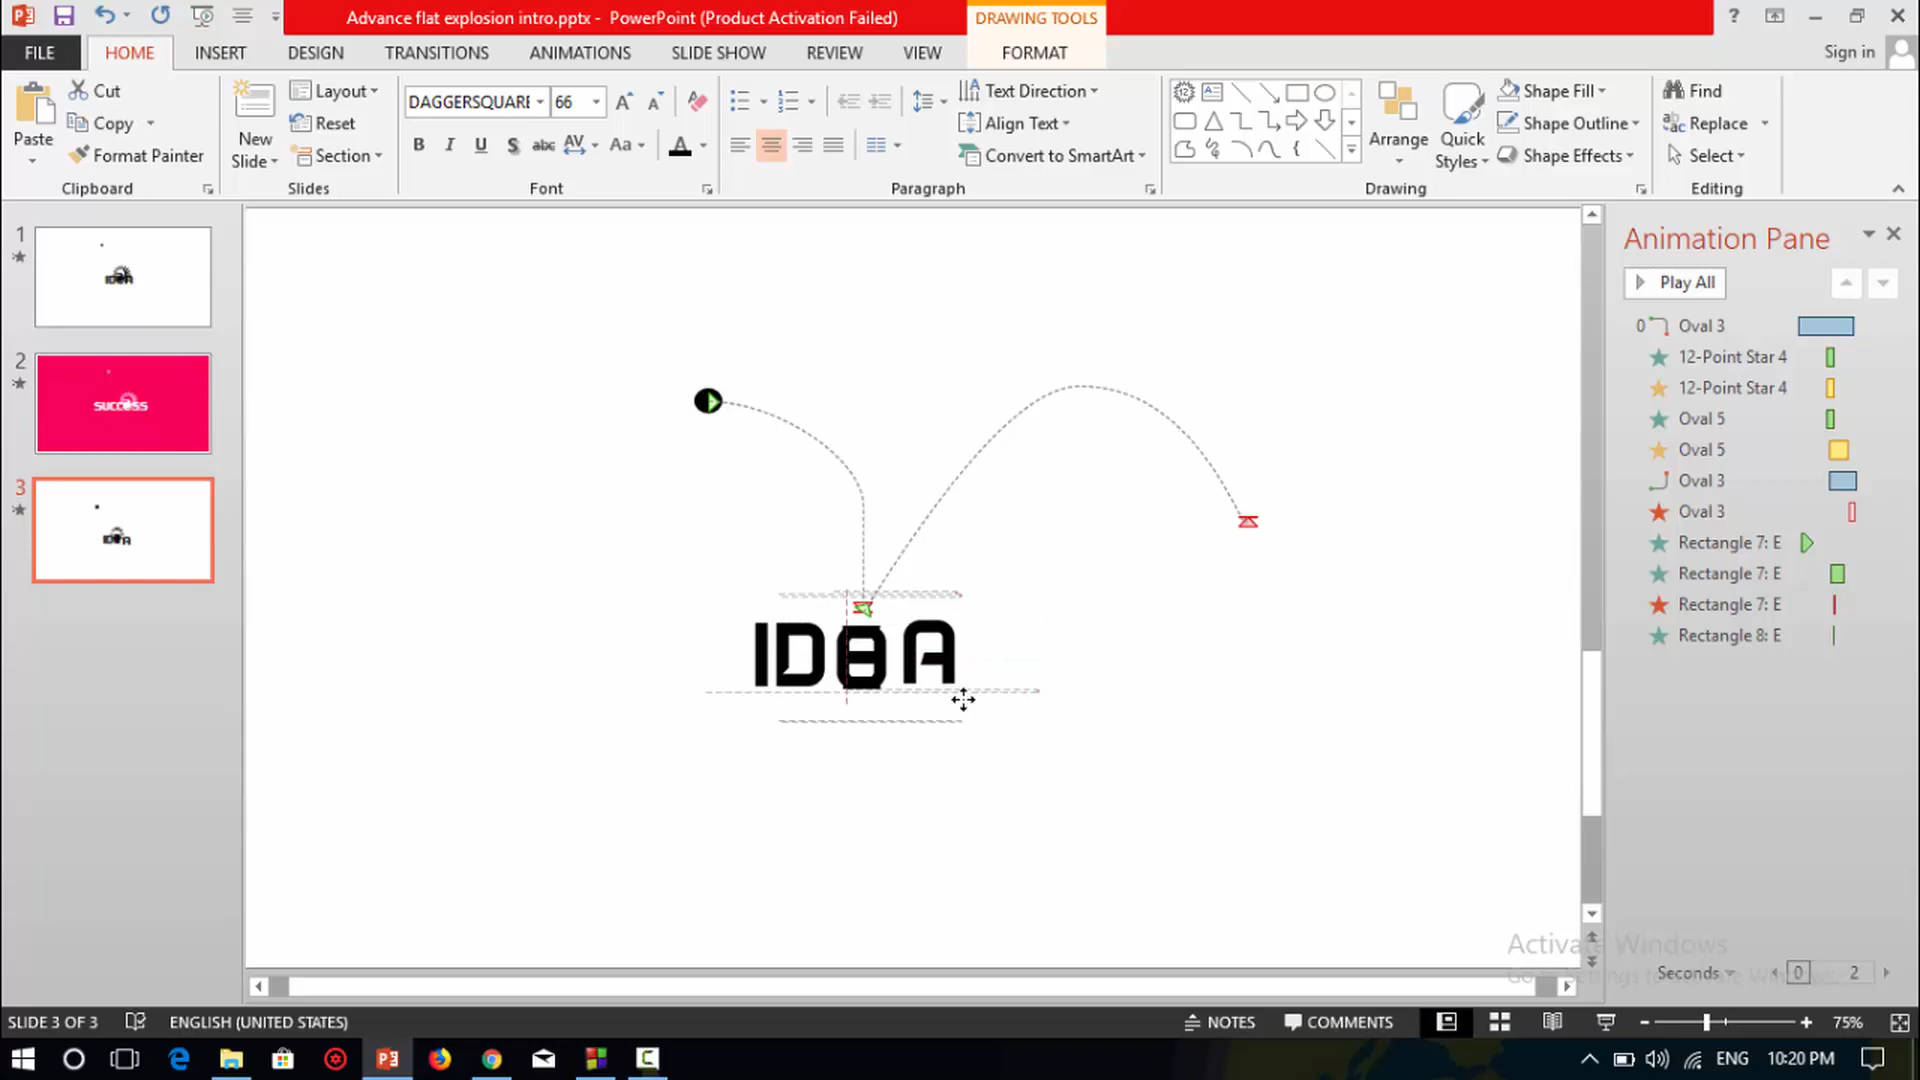 Advance flat explosion intro.pptx - PowerPoint (Product Activation Failed)
DRAWING TOOLS
?
FILE
HOME
INSERT
DESIGN
TRANSITIONS
ANIMATIONS
SLIDE SHOW
REVIEW
VIEW
FORMAT
Sign in
Paste
Cut
Copy
Format Painter
Clipboard
New
Slide
Layout
Reset
Section
Slides
DAGGERSQUARE
66
B I U S abc AV Aa A
Font
Text Direction
Align Text
Convert to SmartArt
Paragraph
Arrange
Quick
Styles
Shape Fill
Shape Outline
Shape Effects
Drawing
Find
Replace
Select
Editing
1
2
SUCCESS
3
Animation Pane
Play All
0 Oval 3
12-Point Star 4
12-Point Star 4
Oval 5
Oval 5
Oval 3
Oval 3
Rectangle 7: E
Rectangle 7: E
Rectangle 7: E
Rectangle 8: E
Activate Windows
Seconds
0
2
SLIDE 3 OF 3
ENGLISH (UNITED STATES)
NOTES
COMMENTS
75%
ENG
10:20 PM